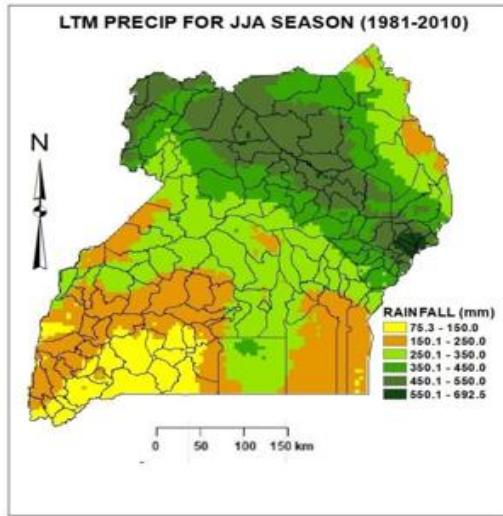 LTM PRECIP FOR JJA SEASON (1981-2010)
N
RAINFALL (mm)
75.3 - 150.0
150.1 - 250.0
250.1 - 350.0
350.1 - 450.0
450.1 - 550.0
550.1 - 692.5
0 50 100 150 km